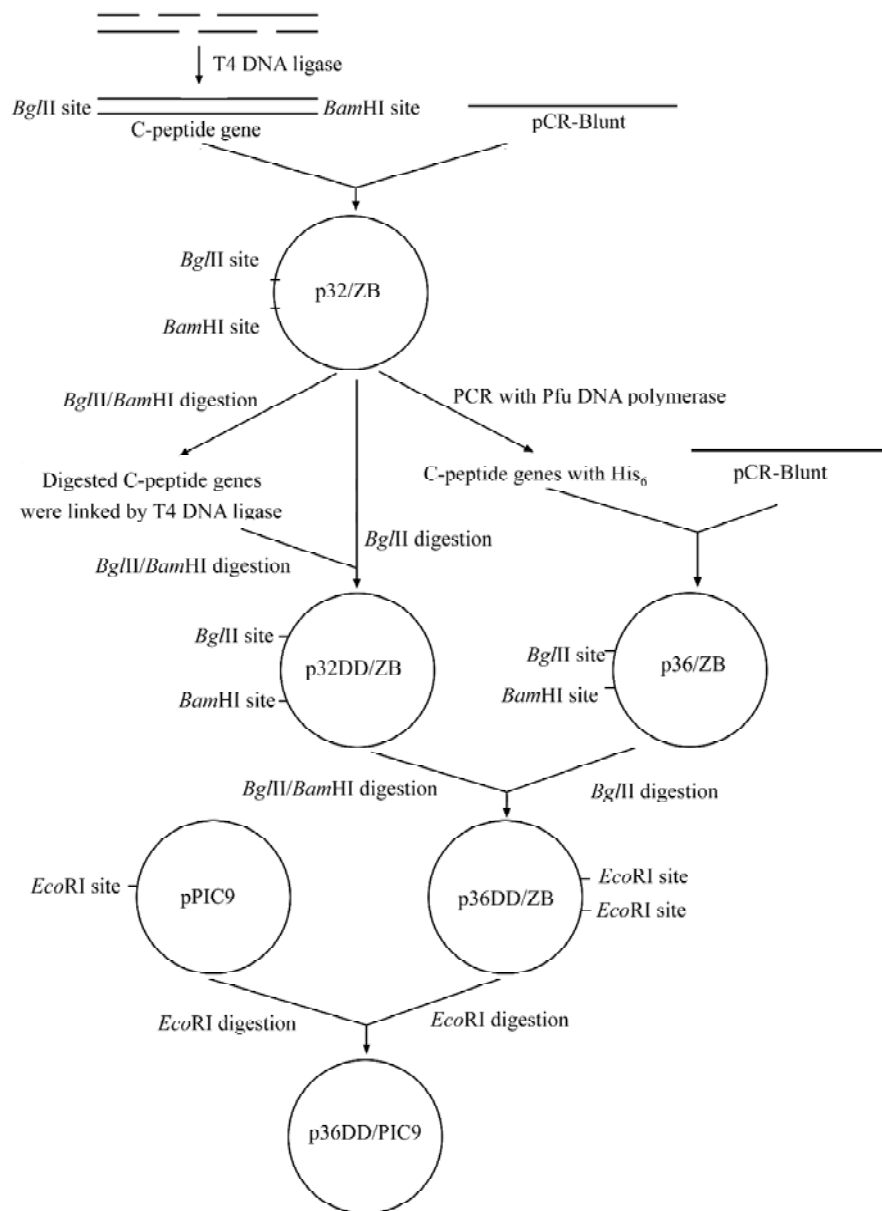 T4 DNA ligase
BglII site
BamHI site
C-peptide gene
pCR-Blunt
BglII site
p32/ZB
BamHI site
BglII/BamHI digestion
PCR with Pfu DNA polymerase
Digested C-peptide genes
were linked by T4 DNA ligase
C-peptide genes with His₆
pCR-Blunt
BglII digestion
BglII/BamHI digestion
BglII site
p32DD/ZB
BamHI site
BglII site
p36/ZB
BamHI site
BglII/BamHI digestion
BglII digestion
EcoRI site
pPIC9
p36DD/ZB
EcoRI site
EcoRI site
EcoRI digestion
EcoRI digestion
p36DD/PIC9